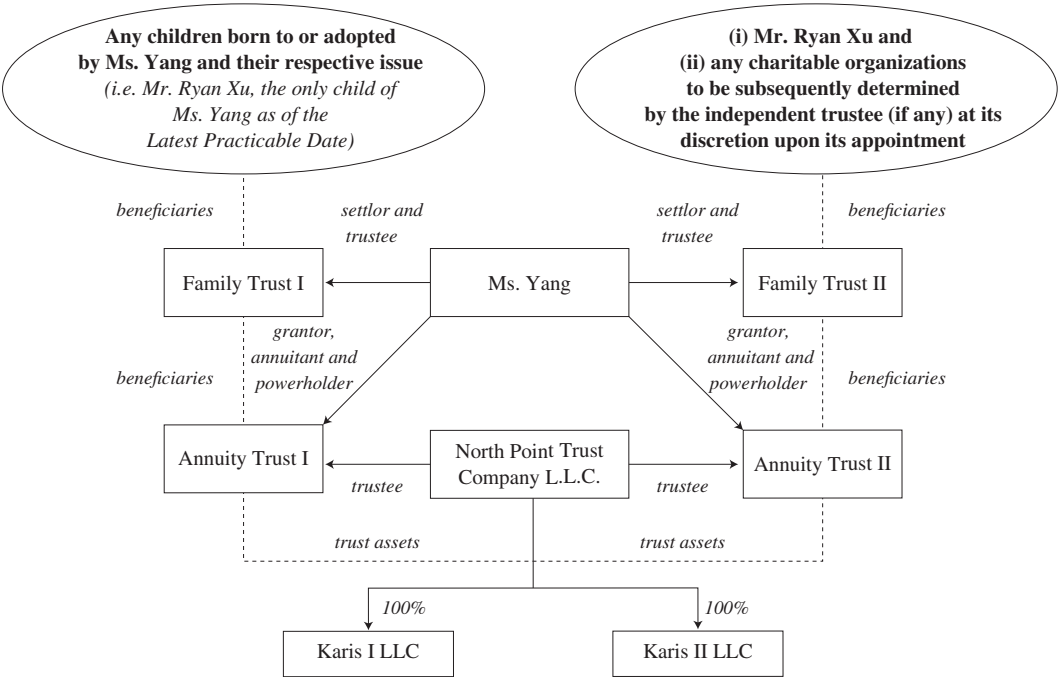 Any children born to or adopted
by Ms. Yang and their respective issue
(i.e. Mr. Ryan Xu, the only child of
Ms. Yang as of the
Latest Practicable Date)
(i) Mr. Ryan Xu and
(ii) any charitable organizations
to be subsequently determined
by the independent trustee (if any) at its
discretion upon its appointment
beneficiaries
settlor and
trustee
settlor and
trustee
beneficiaries
Family Trust I
Ms. Yang
Family Trust II
grantor,
annuitant and
powerholder
grantor,
annuitant and
powerholder
beneficiaries
beneficiaries
Annuity Trust I
North Point Trust
Company L.L.C.
Annuity Trust II
trustee
trustee
trust assets
trust assets
100%
100%
Karis I LLC
Karis II LLC